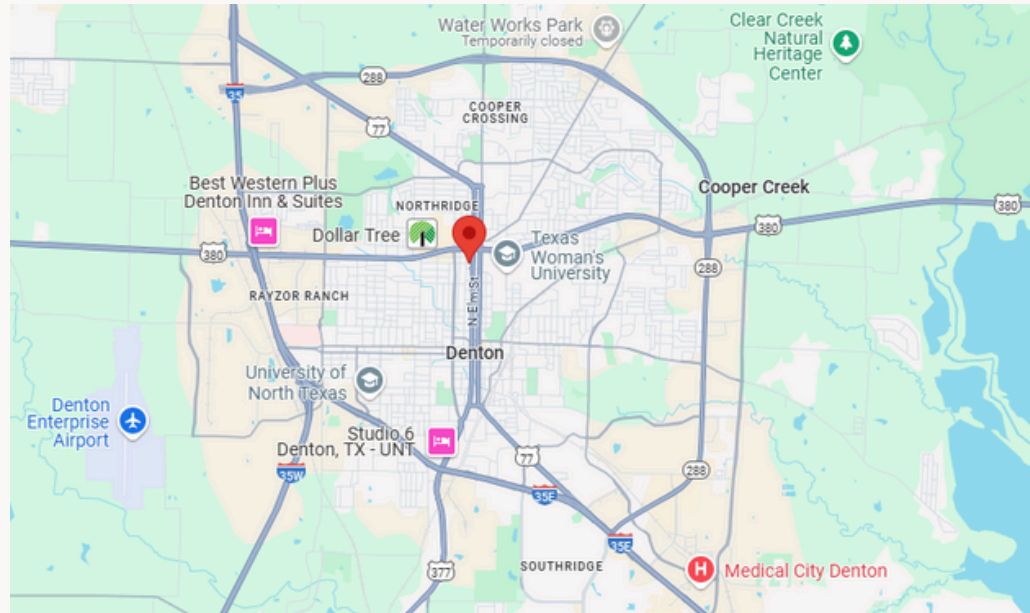 Water Works Park
Temporarily closed
Clear Creek
Natural
Heritage
Center
288
35
COOPER
CROSSING
77
Best Western Plus
Denton Inn & Suites
Cooper Creek
NORTHRIDGE
380
Dollar Tree
380
Texas
Woman's
University
380
288
RAYZOR RANCH
N Elm St
Denton
University of
North Texas
Denton
Enterprise
Airport
Studio 6
Denton, TX - UNT
77
288
35W
35E
35E
377
SOUTHRIDGE
H
Medical City Denton